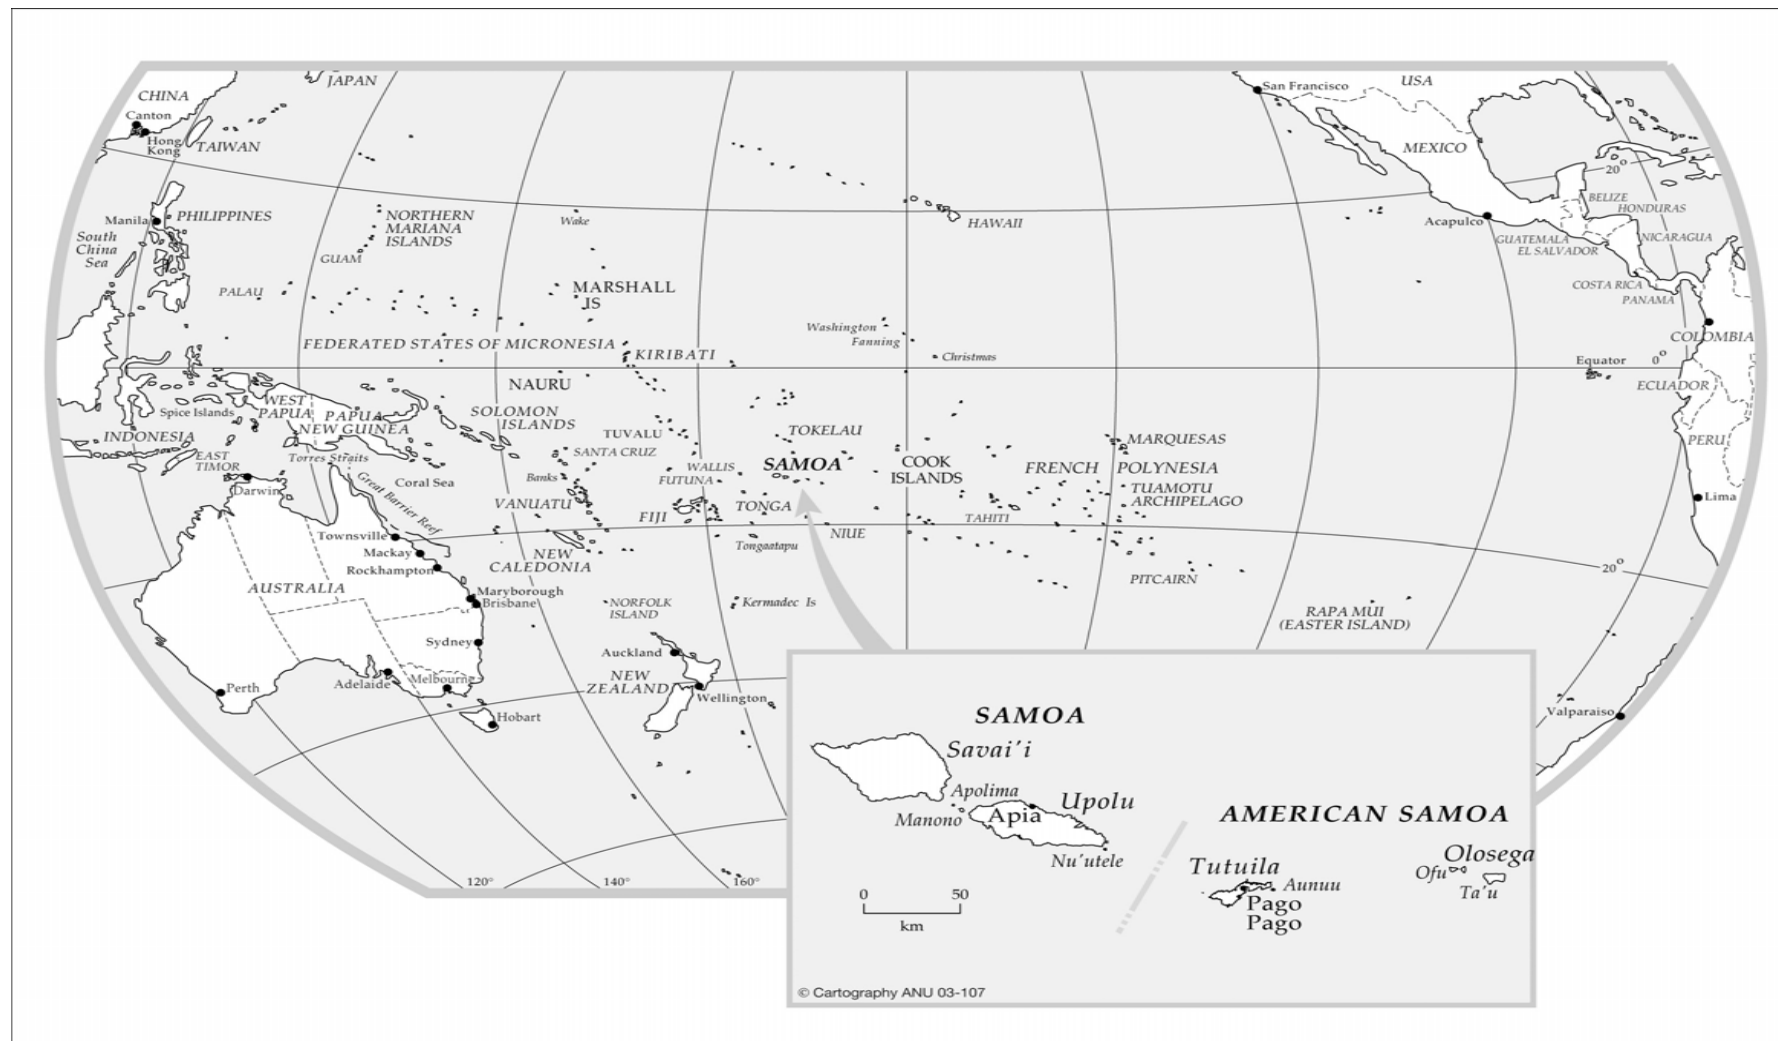 JAPAN
CHINA
Canton
Hong
Kong
TAIWAN
San Francisco
USA
MEXICO
20°
Manila
PHILIPPINES
South
China
Sea
NORTHERN
MARIANA
ISLANDS
GUAM
Wake
HAWAII
Acapulco
BELIZE
HONDURAS
GUATEMALA
NICARAGUA
EL SALVADOR
COSTA RICA
PANAMA
PALAU
MARSHALL
IS
Washington
Fanning
Christmas
COLOMBIA
FEDERATED STATES OF MICRONESIA
KIRIBATI
Equator
0°
NAURU
ECUADOR
WEST
PAPUA
PAPUA
NEW GUINEA
Spice Islands
SOLOMON
ISLANDS
INDONESIA
TUVALU
TOKELAU
MARQUESAS
PERU
EAST
TIMOR
Torres Straits
SANTA CRUZ
WALLIS
FUTUNA
SAMOA
COOK
ISLANDS
FRENCH POLYNESIA
Darwin
Great Barrier Reef
Coral Sea
Banks
VANUATU
FIJI
TONGA
NIUE
TAHITI
TUAMOTU
ARCHIPELAGO
Lima
Townsville
Mackay
Rockhampton
NEW
CALEDONIA
Tongaatapu
PITCAIRN
20°
AUSTRALIA
Maryborough
Brisbane
NORFOLK
ISLAND
Kermadec Is
RAPA MUI
(EASTER ISLAND)
Sydney
Auckland
Perth
Adelaide
Melbourne
NEW
ZEALAND
Wellington
Hobart
Valparaiso
120°
140°
160°
SAMOA
Savai'i
Apolima
Manono
Upolu
Apia
Nu'utele
AMERICAN SAMOA
Tutuila
Aunuu
Pago
Pago
Olosega
Ofu
Ta'u
0 50
km
© Cartography ANU 03-107